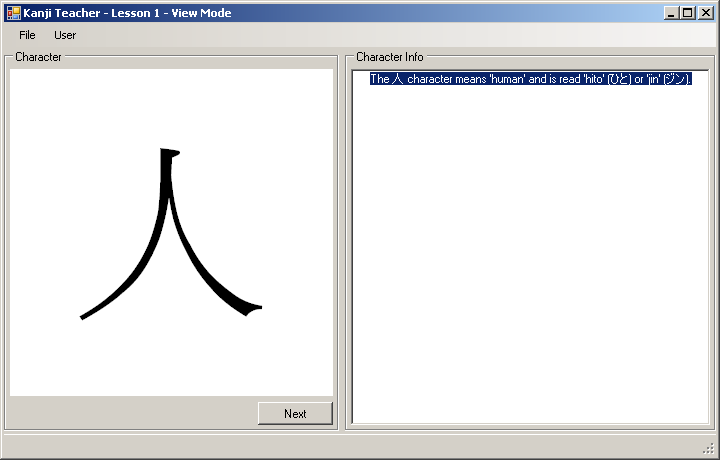 Kanji Teacher - Lesson 1 - View Mode
File User
Character
人
Next
Character Info
The 人 character means 'human' and is read 'hito' (ひと) or 'jin' (ジン).